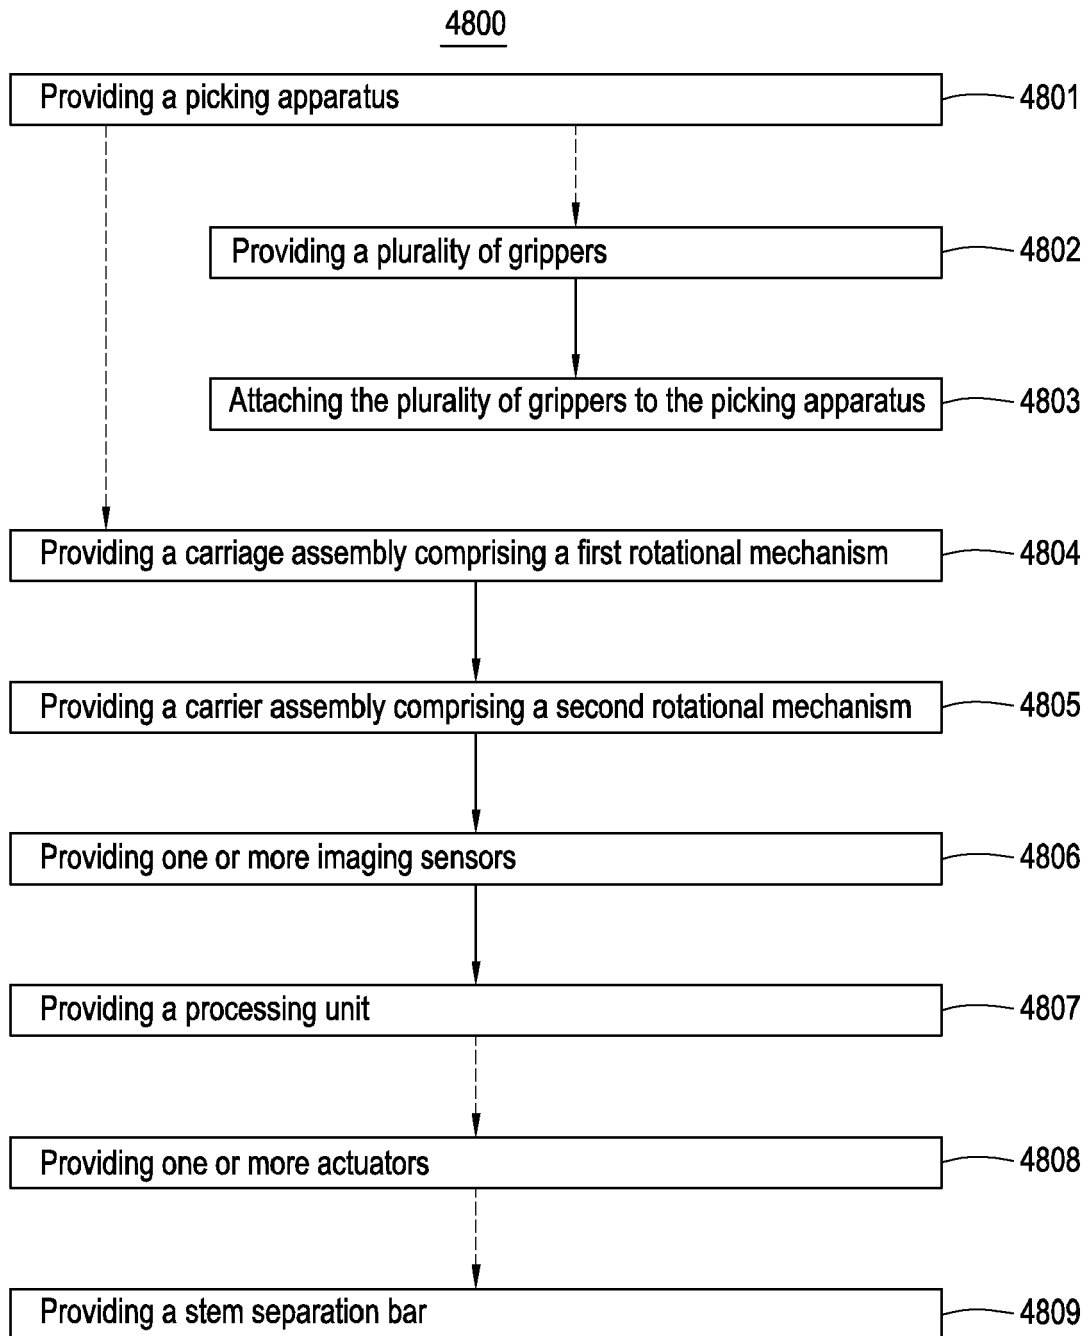 4800
Providing a picking apparatus 4801
Providing a plurality of grippers 4802
Attaching the plurality of grippers to the picking apparatus 4803
Providing a carriage assembly comprising a first rotational mechanism 4804
Providing a carrier assembly comprising a second rotational mechanism 4805
Providing one or more imaging sensors 4806
Providing a processing unit 4807
Providing one or more actuators 4808
Providing a stem separation bar 4809